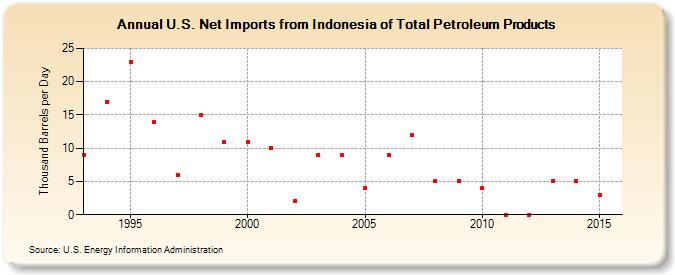 Annual U.S. Net Imports from Indonesia of Total Petroleum Products
Thousand Barrels per Day
25
20
15
10
5
0
1995 2000 2005 2010 2015
Source: U.S. Energy Information Administration